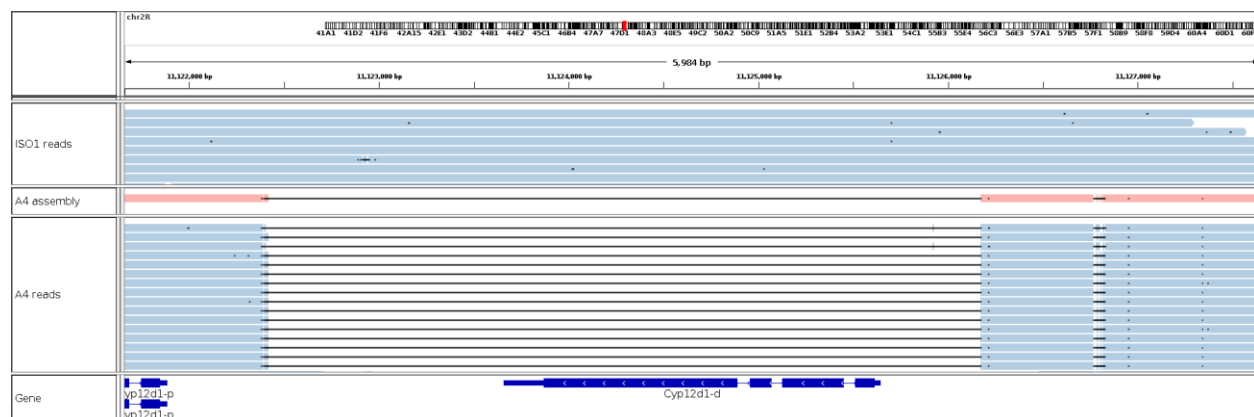 chr2R
41A1 41D2 41F6 42A15 42E1 43D2 44B1 44E2 45C1 46B4 47A7 47D1 48A3 48E5 49C2 50A2 50C9 51A5 51E1 52B4 53A2 53E1 54C1 55B3 55E4 56C3 56E3 57A1 57B5 57F1 58B9 58F8 59D4 60A4 60D1
5,984 bp
11,122,000 bp 11,123,000 bp 11,124,000 bp 11,125,000 bp 11,126,000 bp 11,127,000 bp
ISO1 reads
A4 assembly
A4 reads
Gene
yp12d1-p
Cyp12d1-d
yp12d1-p